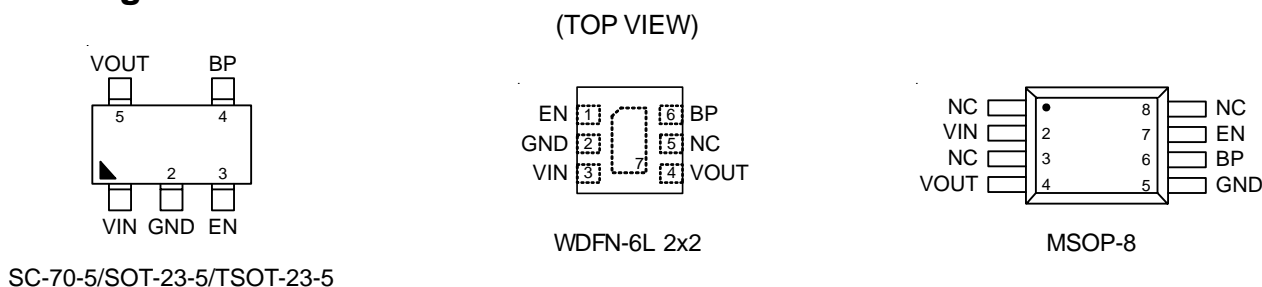 (TOP VIEW)
VOUT BP
5 4
2 3
VIN GND EN
SC-70-5/SOT-23-5/TSOT-23-5
EN 1 6 BP
GND 2 5 NC
7
VIN 3 4 VOUT
WDFN-6L 2x2
NC 8 NC
VIN 2 7 EN
NC 3 6 BP
VOUT 4 5 GND
MSOP-8